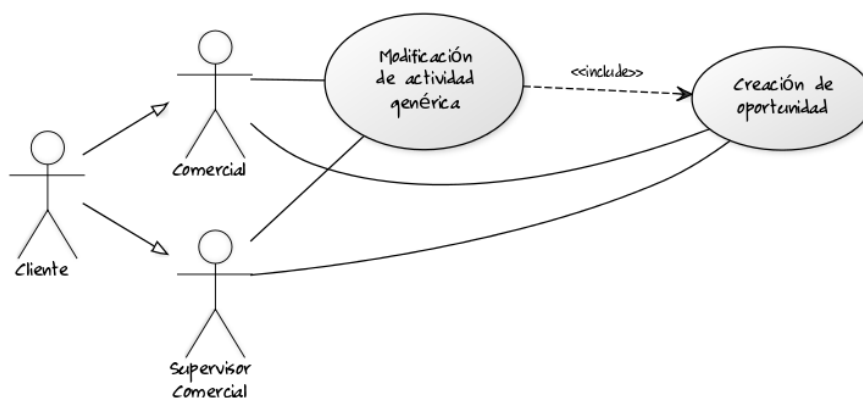 Modificación
de actividad
genérica
<<include>>
Creación de
oportunidad
Comercial
Cliente
Supervisor
Comercial